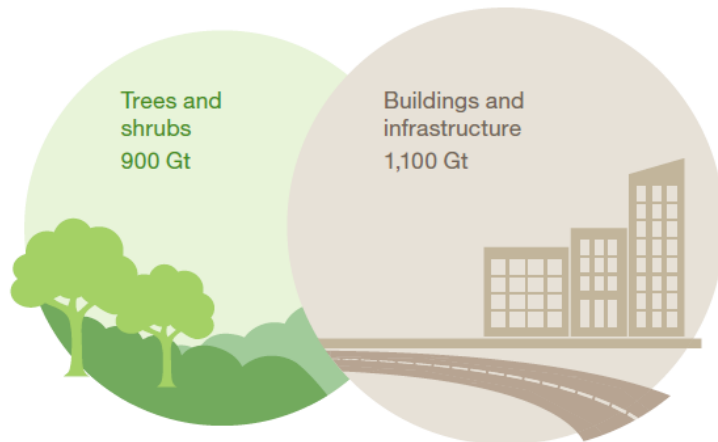 Trees and
shrubs
900 Gt
Buildings and
infrastructure
1,100 Gt